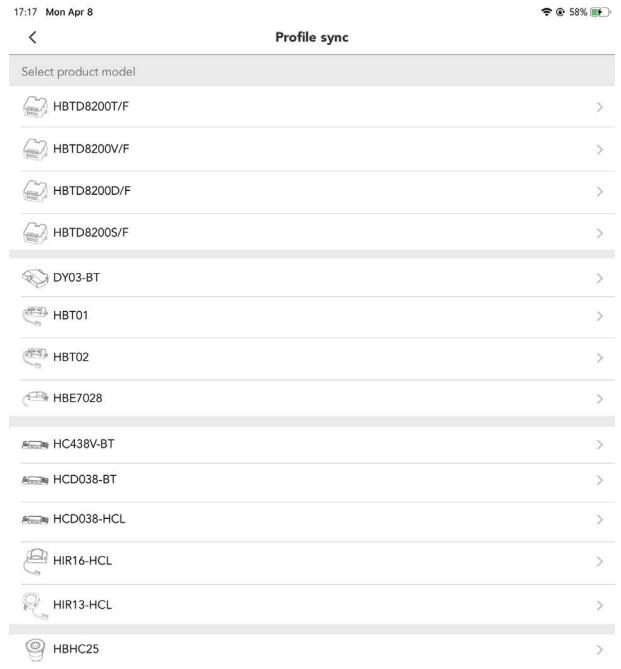 17:17 Mon Apr 8
58%
Profile sync
Select product model
HBTD8200T/F
HBTD8200V/F
HBTD8200D/F
HBTD8200S/F
DY03-BT
HBT01
HBT02
HBE7028
HC438V-BT
HCD038-BT
HCD038-HCL
HIR16-HCL
HIR13-HCL
HBHC25